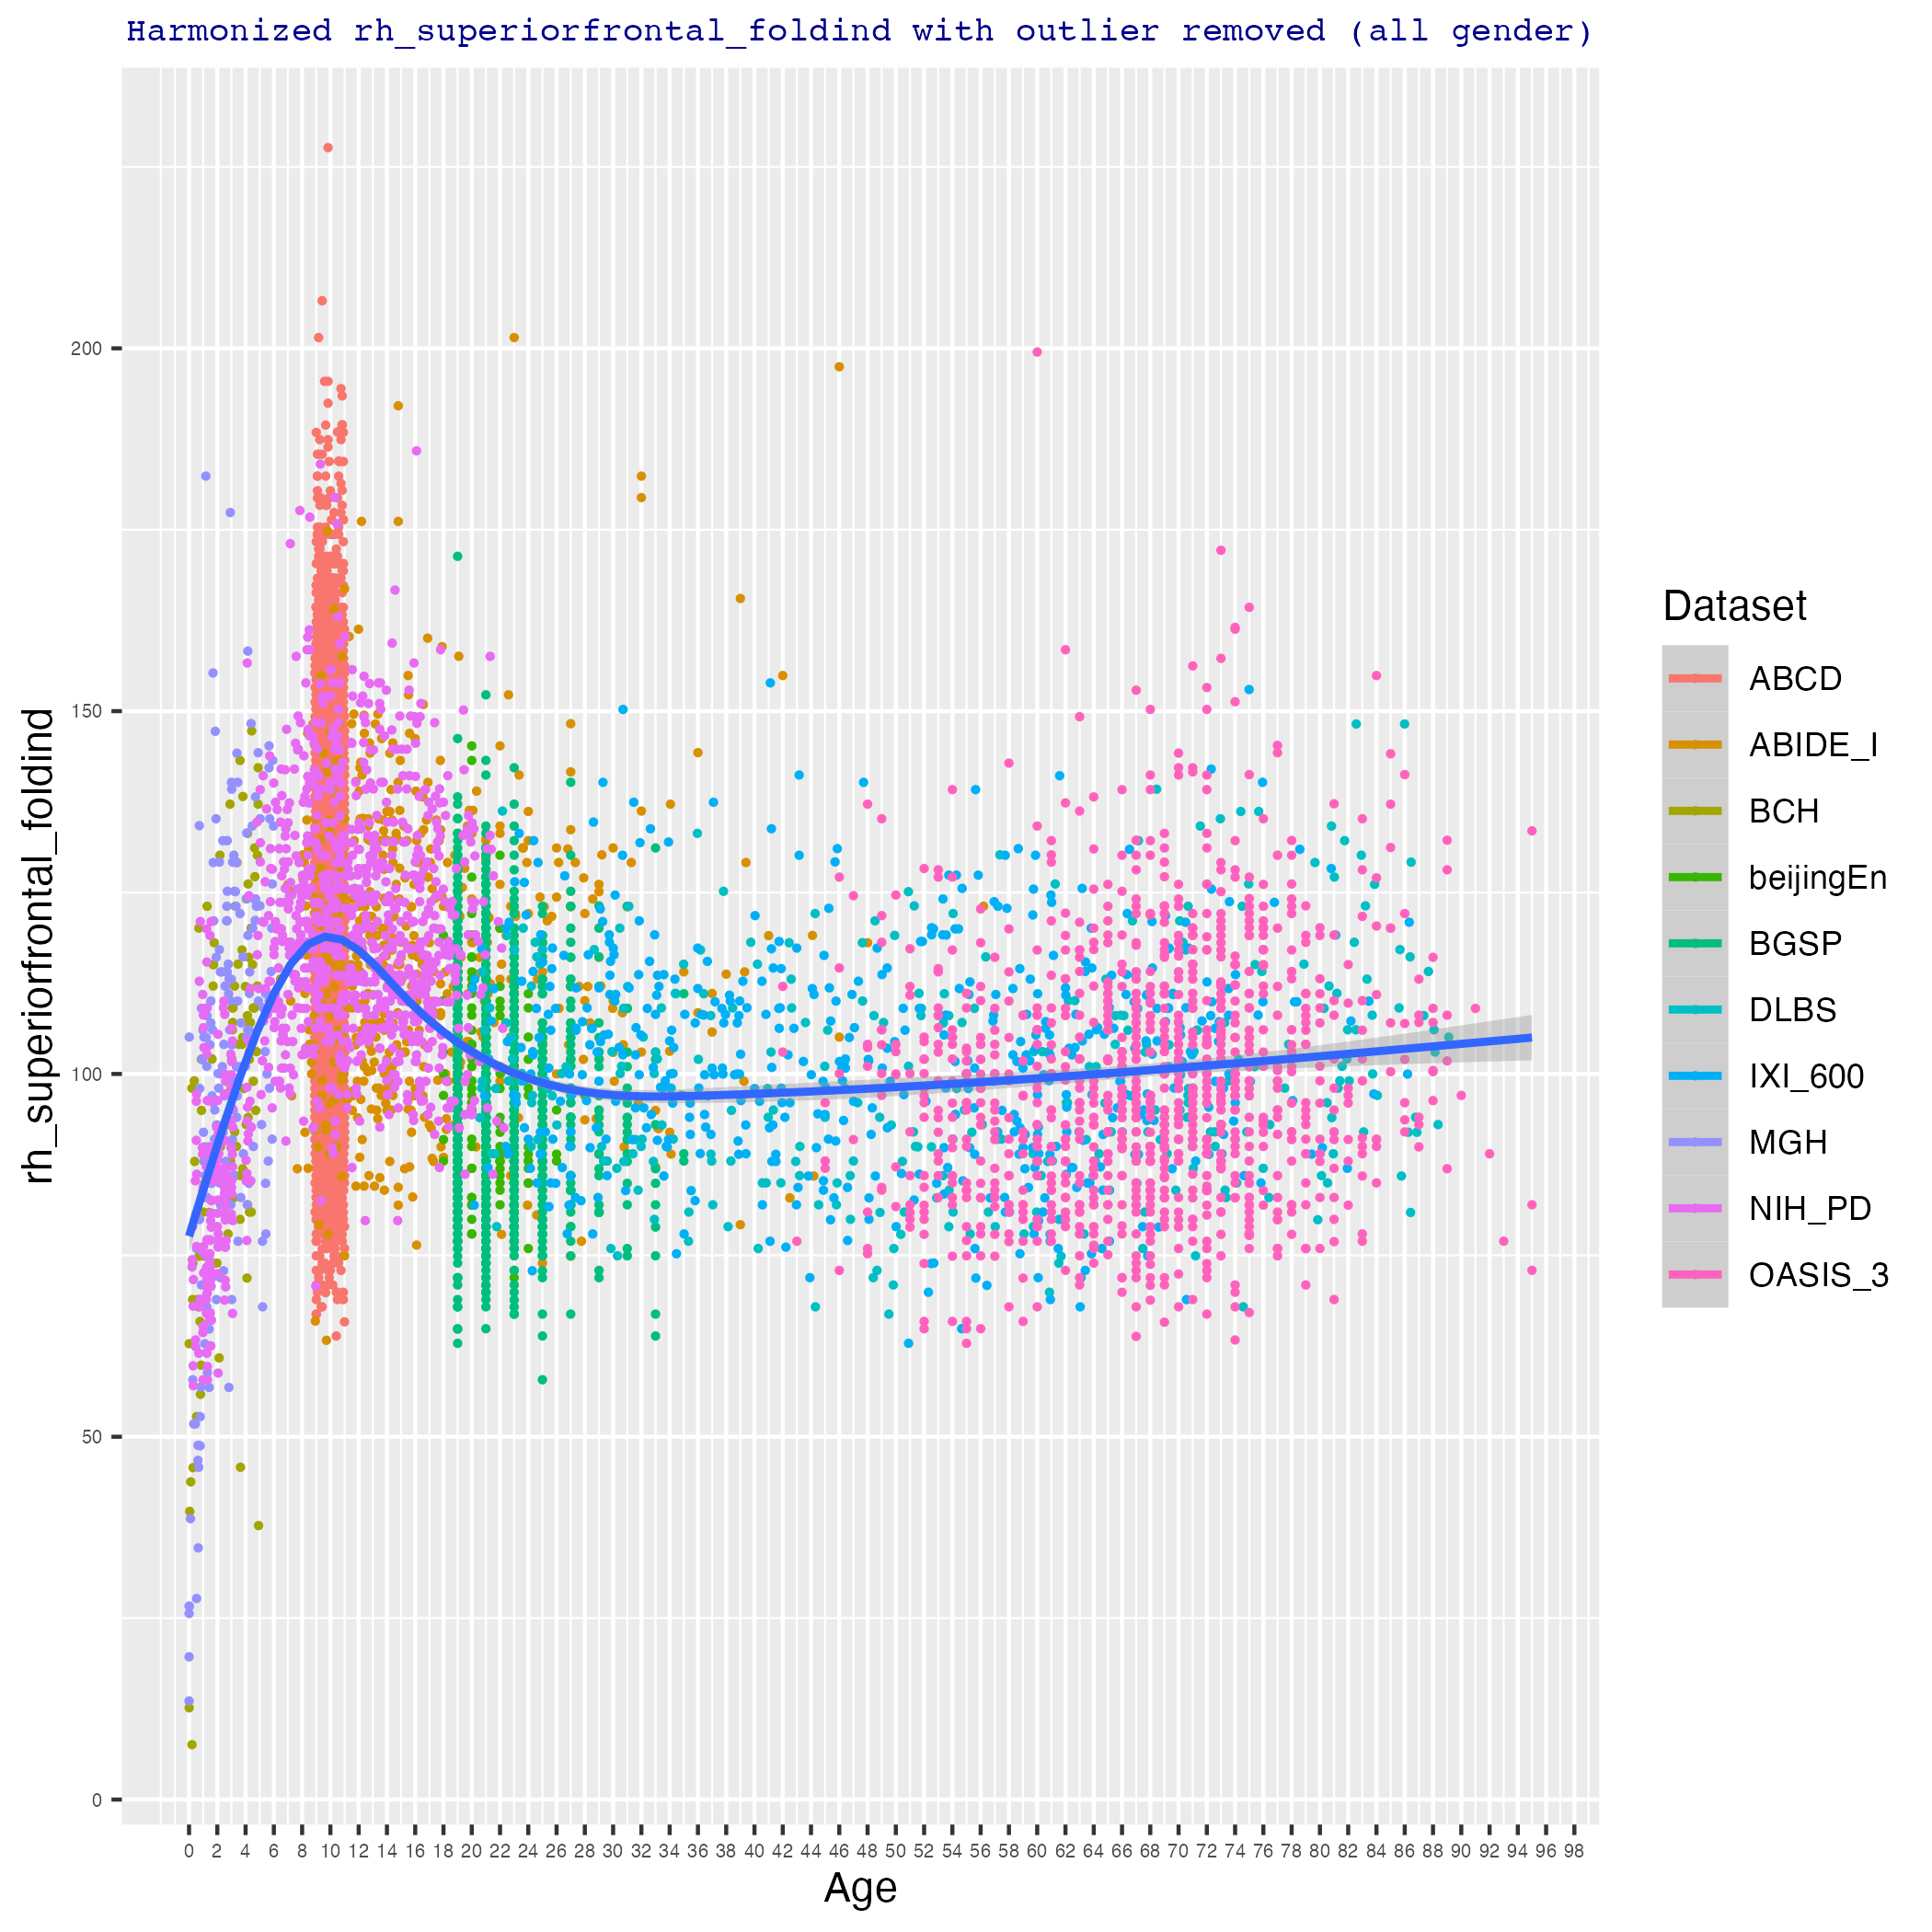 Harmonized rh_superiorfrontal_foldind with outlier removed (all gender)
rh_superiorfrontal_foldind
200
150
100
50
0
0 2 4 6 8 10 12 14 16 18 20 22 24 26 28 30 32 34 36 38 40 42 44 46 48 50 52 54 56 58 60 62 64 66 68 70 72 74 76 78 80 82 84 86 88 90 92 94 96 98
Age
Dataset
ABCD
ABIDE_I
BCH
beijingEn
BGSP
DLBS
IXI_600
MGH
NIH_PD
OASIS_3